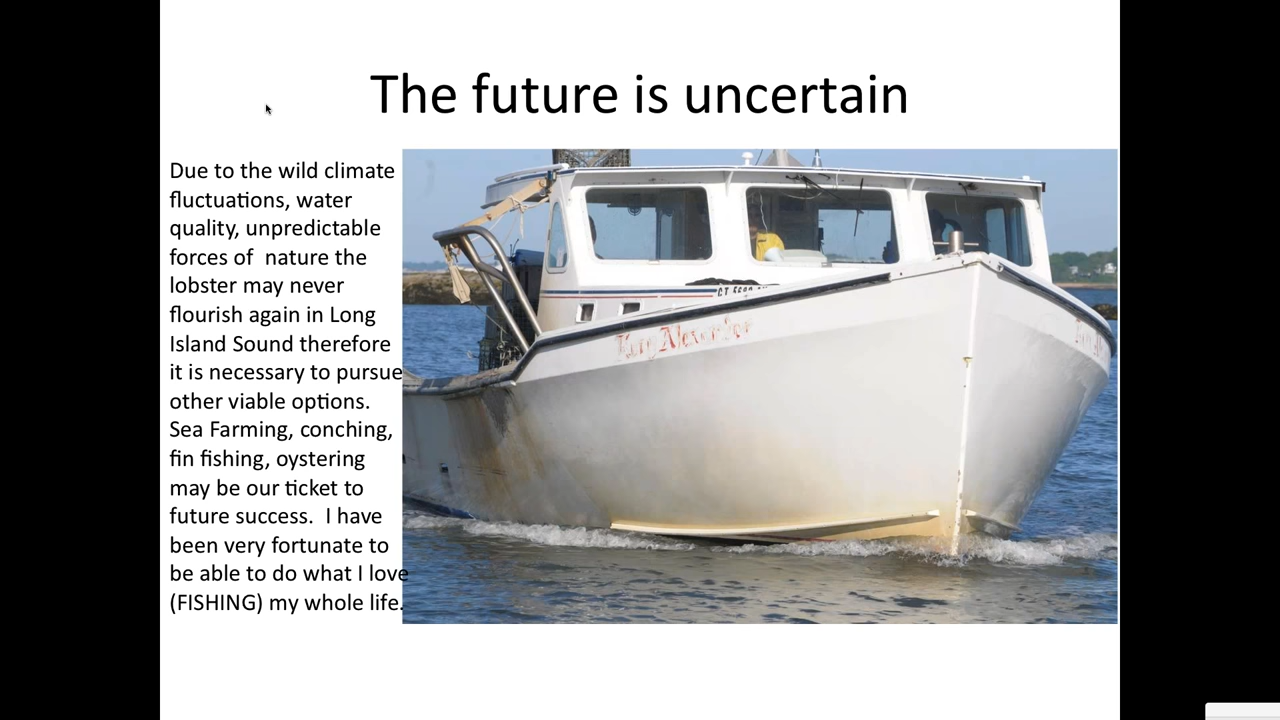 The future is uncertain
Due to the wild climate
fluctuations, water
quality, unpredictable
forces of  nature the
lobster may never
flourish again in Long
Island Sound therefore
it is necessary to pursue
other viable options.
Sea Farming, conching,
fin fishing, oystering
may be our ticket to
future success.  I have
been very fortunate to
be able to do what I love
(FISHING) my whole life.
CT